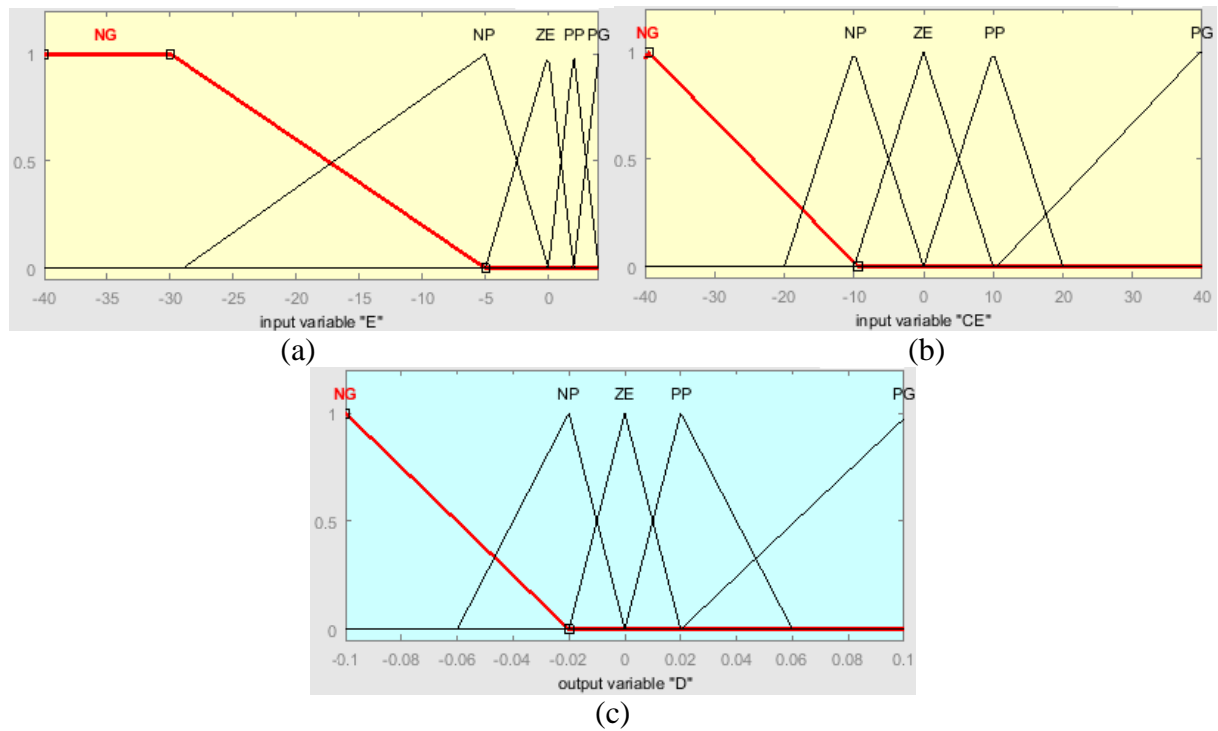 NG NP ZE PP PG
1
0.5
0
-40 -35 -30 -25 -20 -15 -10 -5 0
input variable "E"
(a)
NG NP ZE PP PG
1
0.5
0
-40 -30 -20 -10 0 10 20 30 40
input variable "CE"
(b)
NG NP ZE PP PG
1
0.5
0
-0.1 -0.08 -0.06 -0.04 -0.02 0 0.02 0.04 0.06 0.08 0.1
output variable "D"
(c)